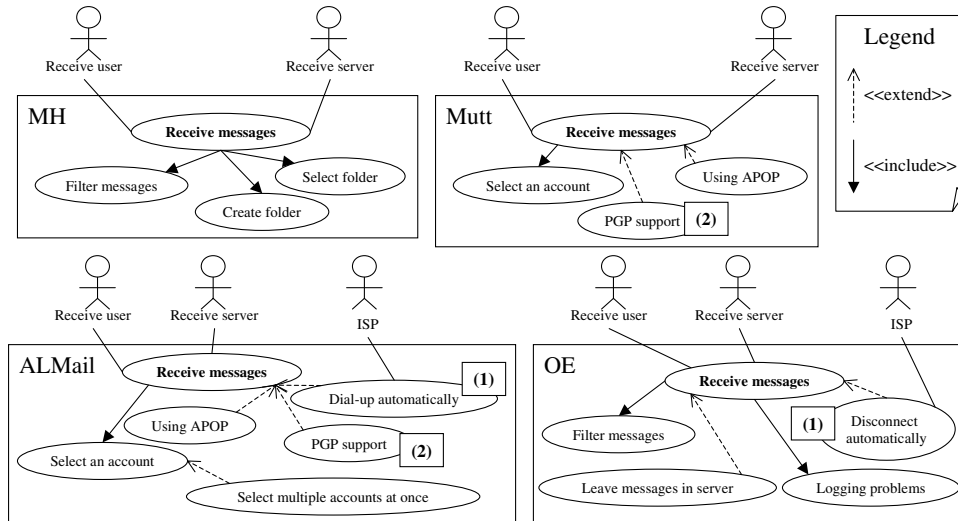 Receive user
Receive server
MH
Receive messages
Filter messages
Select folder
Create folder
Receive user
Receive server
Mutt
Receive messages
Select an account
Using APOP
PGP support
(2)
Legend
<<extend>>
<<include>>
Receive user
Receive server
ISP
ALMail
Receive messages
(1)
Dial-up automatically
Using APOP
PGP support
(2)
Select an account
Select multiple accounts at once
Receive user
Receive server
ISP
OE
Receive messages
(1)
Disconnect
automatically
Filter messages
Leave messages in server
Logging problems